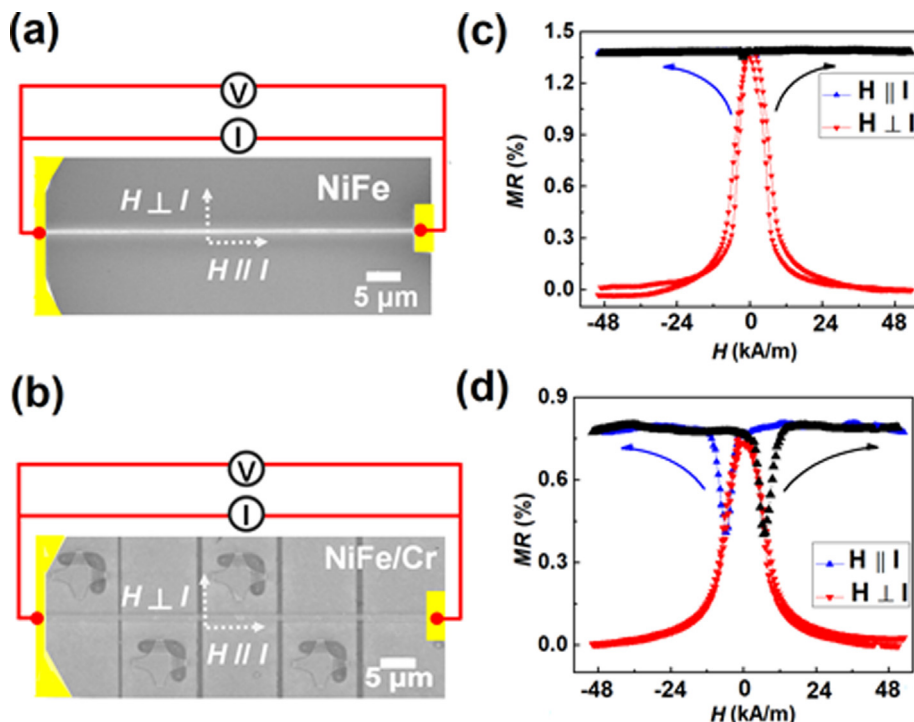 (a)
V
I
NiFe
H ⊥ I
H // I
5 μm
(c)
1.5
1.2
0.9
0.6
0.3
0.0
MR (%)
H ∥ I
H ⊥ I
-48 -24 0 24 48
H (kA/m)
(b)
V
I
NiFe/Cr
H ⊥ I
H // I
5 μm
(d)
0.9
0.6
0.3
0.0
MR (%)
H ∥ I
H ⊥ I
-48 -24 0 24 48
H (kA/m)